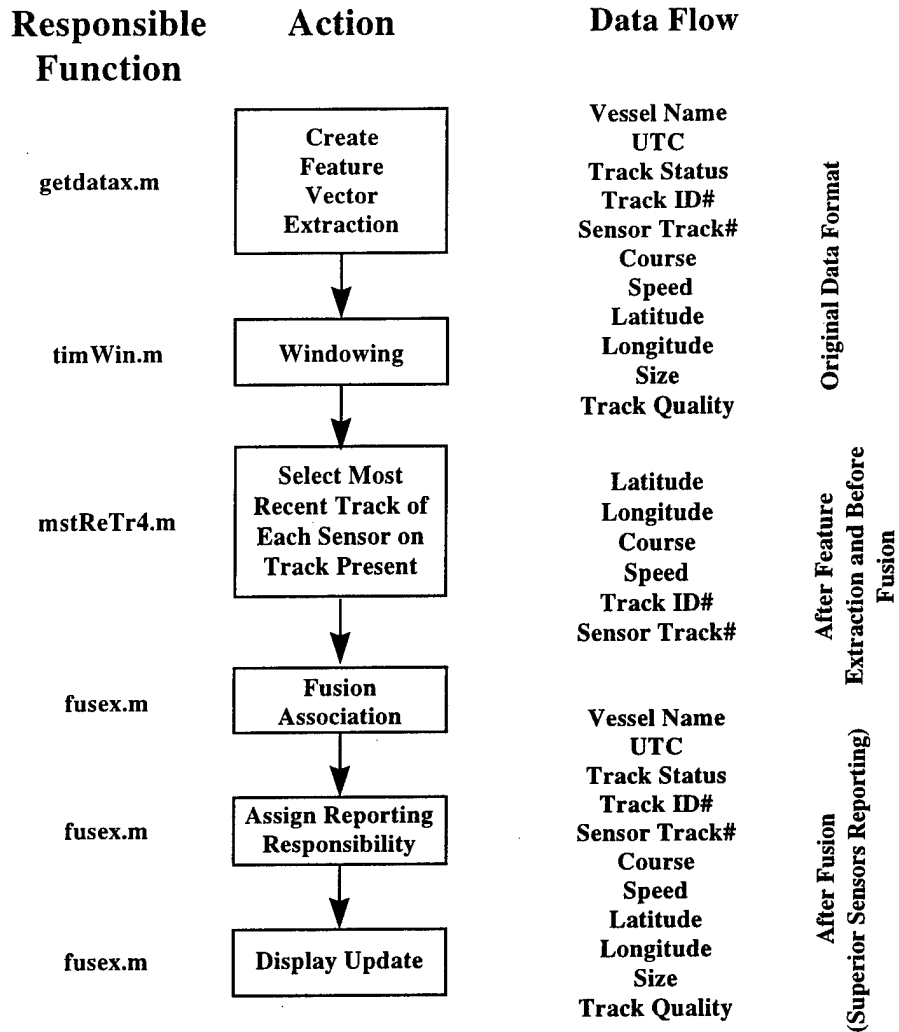 Responsible
Function
Action
Data Flow
getdatax.m
Create
Feature
Vector
Extraction
timWin.m
Windowing
mstReTr4.m
Select Most
Recent Track of
Each Sensor on
Track Present
fusex.m
Fusion
Association
fusex.m
Assign Reporting
Responsibility
fusex.m
Display Update
Vessel Name
UTC
Track Status
Track ID#
Sensor Track#
Course
Speed
Latitude
Longitude
Size
Track Quality
Original Data Format
Latitude
Longitude
Course
Speed
Track ID#
Sensor Track#
After Feature
Extraction and Before
Fusion
Vessel Name
UTC
Track Status
Track ID#
Sensor Track#
Course
Speed
Latitude
Longitude
Size
Track Quality
After Fusion
(Superior Sensors Reporting)